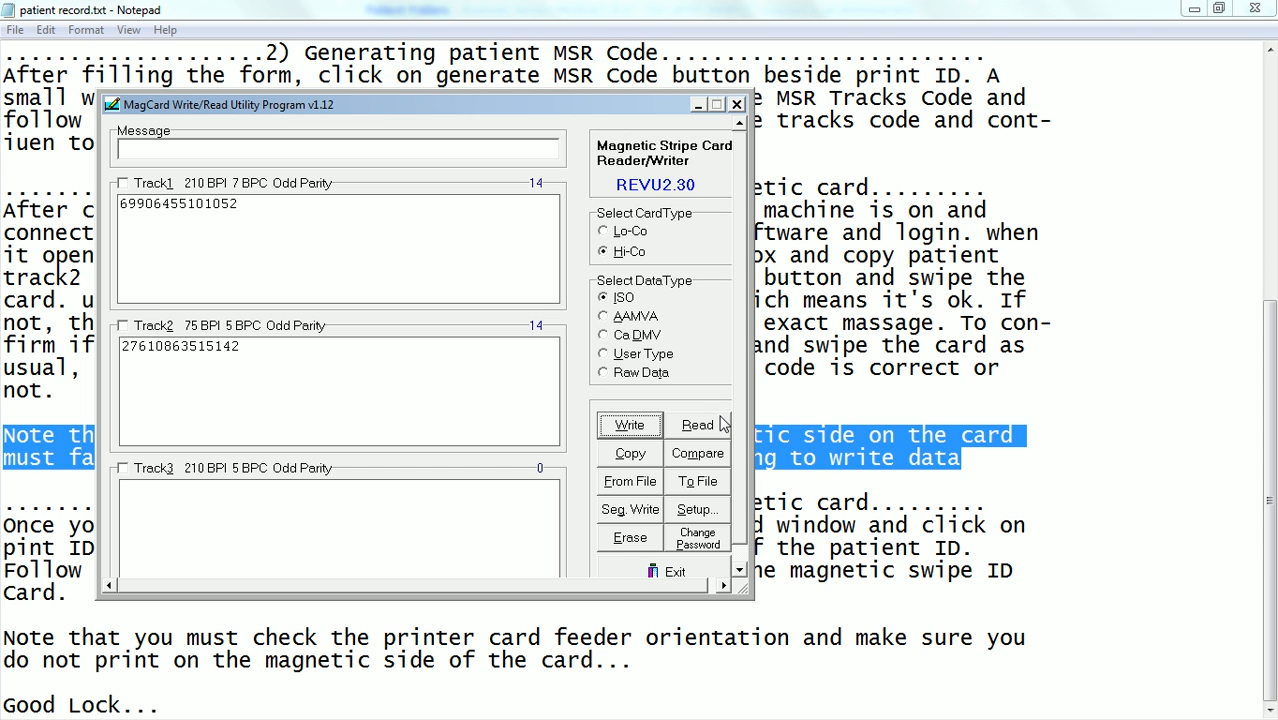 patient record.txt - Notepad
File Edit Format View Help
....................2) Generating patient MSR Code.........................
After filling the form, click on generate MSR Code button beside print ID. A
small w
MSR Tracks Code and
follow
tracks code and cont-
iuen to
etic card.........
After c
machine is on and
connect
ftware and login. when
it open
ox and copy patient
track2
button and swipe the
card. u
ich means it's ok. If
not, th
exact massage. To con-
firm if
and swipe the card as
usual,
code is correct or
not.
Note th
tic side on the card
must fa
ng to write data
etic card.........
Once yo
d window and click on
pint ID
f the patient ID.
Follow
he magnetic swipe ID
Card.
Note that you must check the printer card feeder orientation and make sure you
do not print on the magnetic side of the card...
Good Lock...
MagCard Write/Read Utility Program v1.12
Message
Track1 210 BPI 7 BPC Odd Parity 14
69906455101052
Track2 75 BPI 5 BPC Odd Parity 14
27610863515142
Track3 210 BPI 5 BPC Odd Parity 0
Magnetic Stripe Card
Reader/Writer
REVU2.30
Select CardType
Lo-Co
Hi-Co
Select DataType
ISO
AAMVA
Ca DMV
User Type
Raw Data
Write Read
Copy Compare
From File To File
Seg. Write Setup...
Erase Change Password
Exit